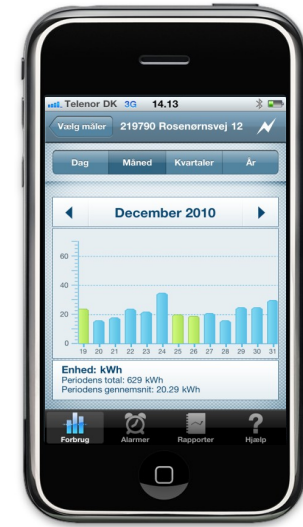 Telenor DK 3G 14.13
Vælg måler 219790 Rosenørnsvej 12
Dag Måned Kvartaler År
December 2010
60
40
20
0
19 20 21 22 23 24 25 26 27 28 29 30 31
Enhed: kWh
Periodens total: 629 kWh
Periodens gennemsnit: 20.29 kWh
Forbrug Alarmer Rapporter Hjælp